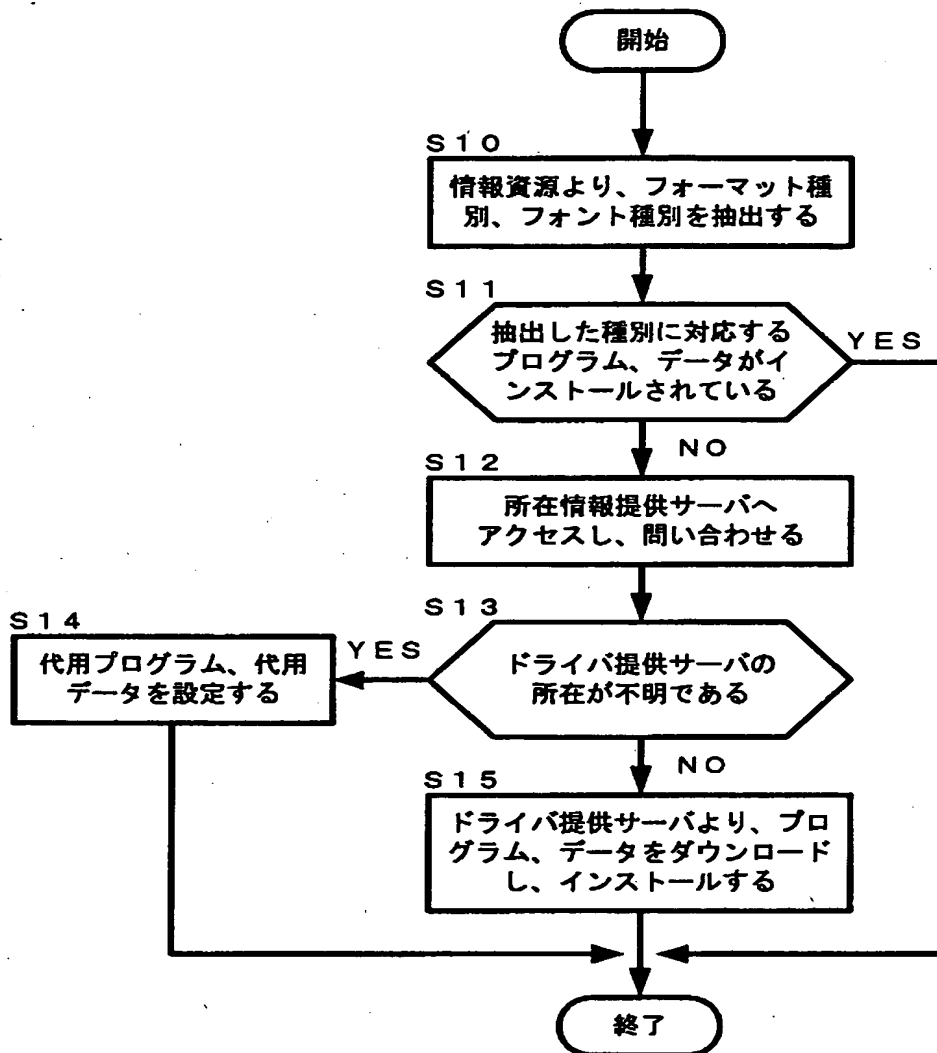 開始
S10
情報資源より、フォーマット種
別、フォント種別を抽出する
S11
抽出した種別に対応する
プログラム、データがイ
ンストールされている
YES
NO
S12
所在情報提供サーバへ
アクセスし、問い合わせる
S13
ドライバ提供サーバの
所在が不明である
YES
S14
代用プログラム、代用
データを設定する
NO
S15
ドライバ提供サーバより、プロ
グラム、データをダウンロード
し、インストールする
終了